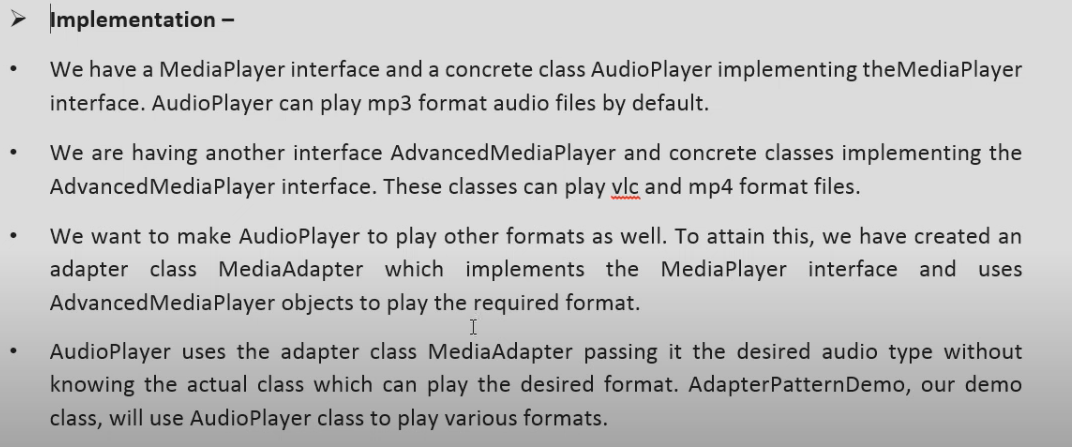 ➢ Implementation –
• We have a MediaPlayer interface and a concrete class AudioPlayer implementing theMediaPlayer
interface. AudioPlayer can play mp3 format audio files by default.
• We are having another interface AdvancedMediaPlayer and concrete classes implementing the
AdvancedMediaPlayer interface. These classes can play vlc and mp4 format files.
• We want to make AudioPlayer to play other formats as well. To attain this, we have created an
adapter class MediaAdapter which implements the MediaPlayer interface and uses
AdvancedMediaPlayer objects to play the required format.
• AudioPlayer uses the adapter class MediaAdapter passing it the desired audio type without
knowing the actual class which can play the desired format. AdapterPatternDemo, our demo
class, will use AudioPlayer class to play various formats.